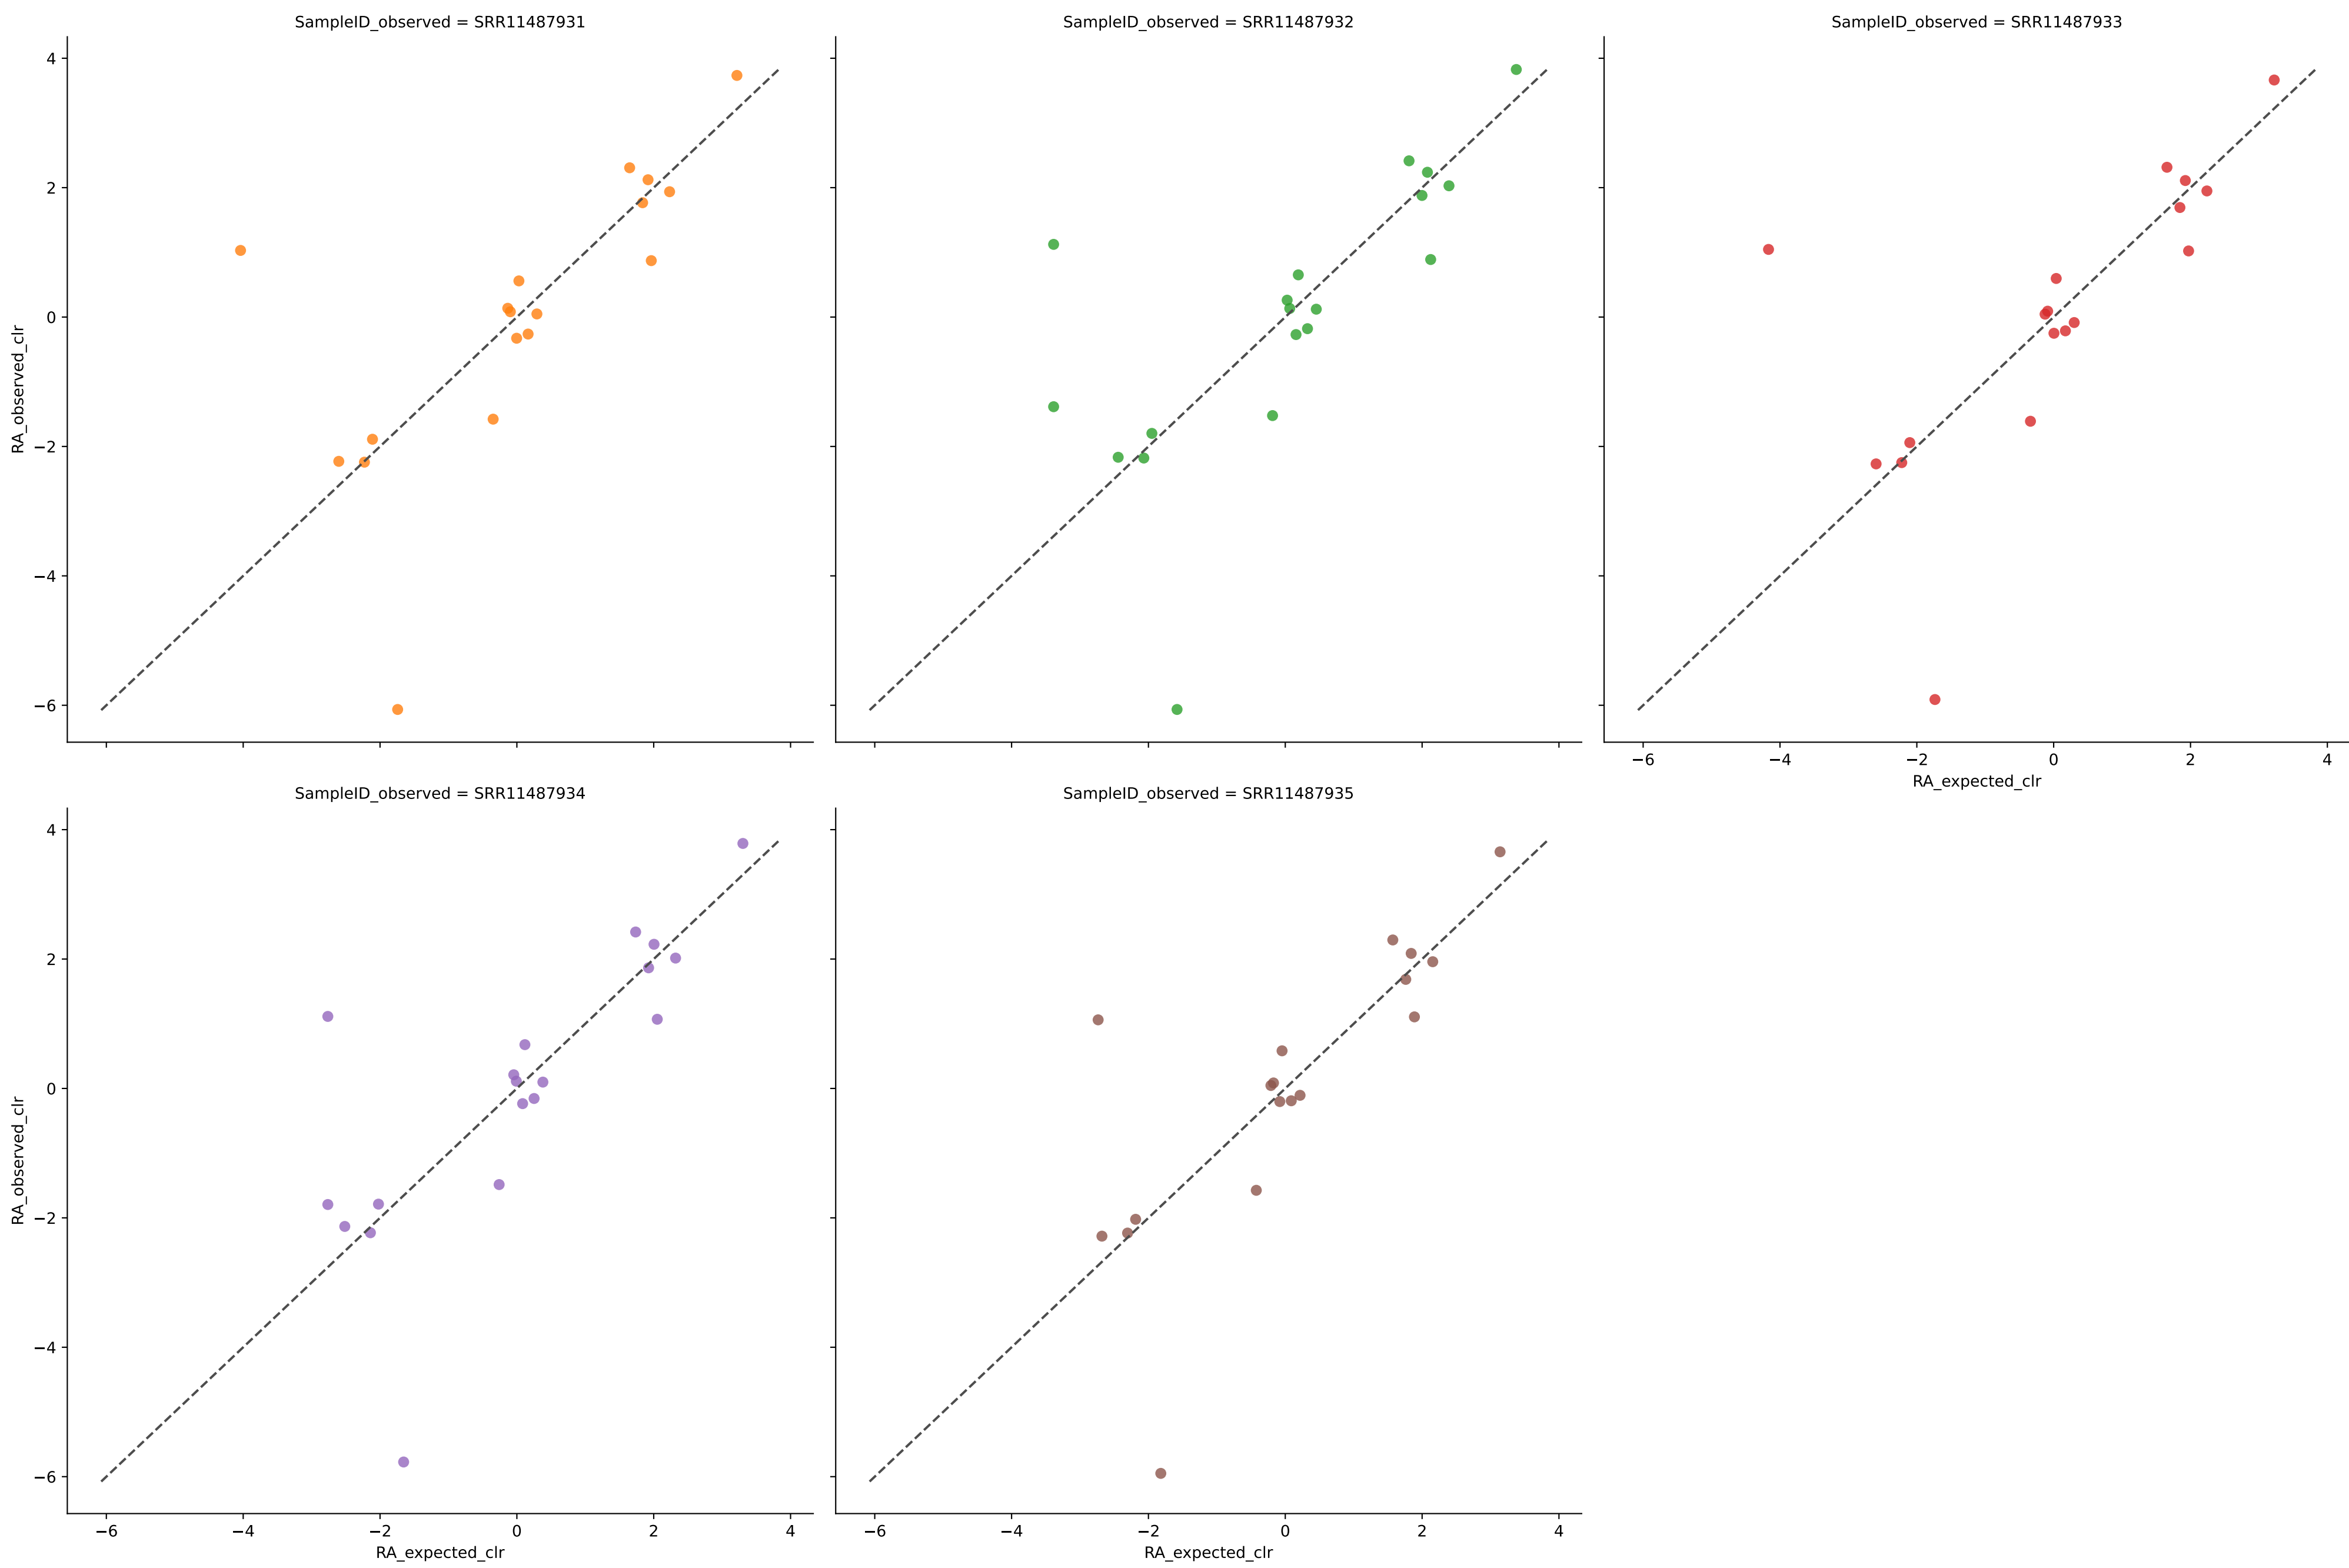 SampleID_observed = SRR11487931
SampleID_observed = SRR11487932
SampleID_observed = SRR11487933
4
2
0
−2
−4
−6
RA_observed_clr
−6 −4 −2 0 2 4
RA_expected_clr
SampleID_observed = SRR11487934
SampleID_observed = SRR11487935
4
2
0
−2
−4
−6
RA_observed_clr
−6 −4 −2 0 2 4
RA_expected_clr
−6 −4 −2 0 2 4
RA_expected_clr